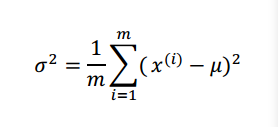 σ² = 1/m ∑_{i=1}^{m} (x^{(i)} − μ)²